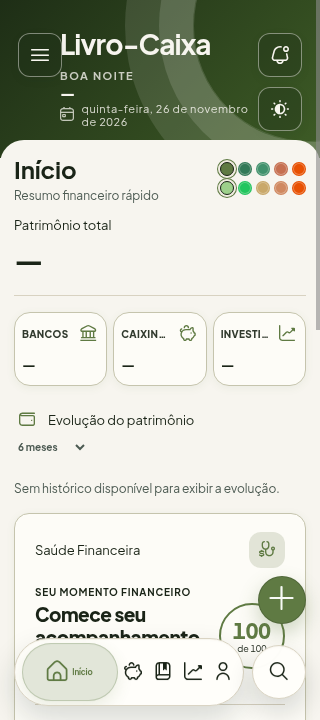 Livro-Caixa
BOA NOITE
—
quinta-feira, 26 de novembro
de 2026
Início
Resumo financeiro rápido
Patrimônio total
—
BANCOS
CAIXIN...
INVESTI...
—
—
—
Evolução do patrimônio
6 meses
Sem histórico disponível para exibir a evolução.
Saúde Financeira
SEU MOMENTO FINANCEIRO
Comece seu
acompanhamento
100
de 100
Início